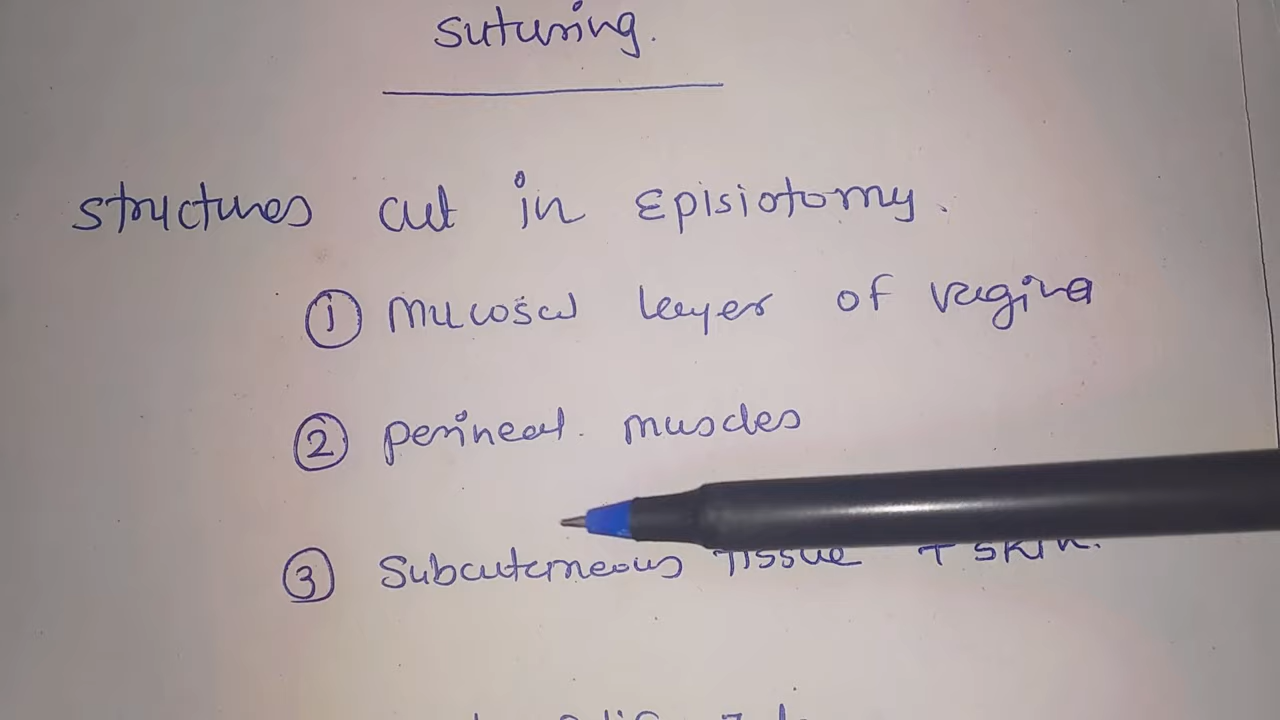 Suturing.
structures cut in Episiotomy.
① Mucosal layer of vagina
② perineal. muscles
③ Subcutaneous Tissue + skin.